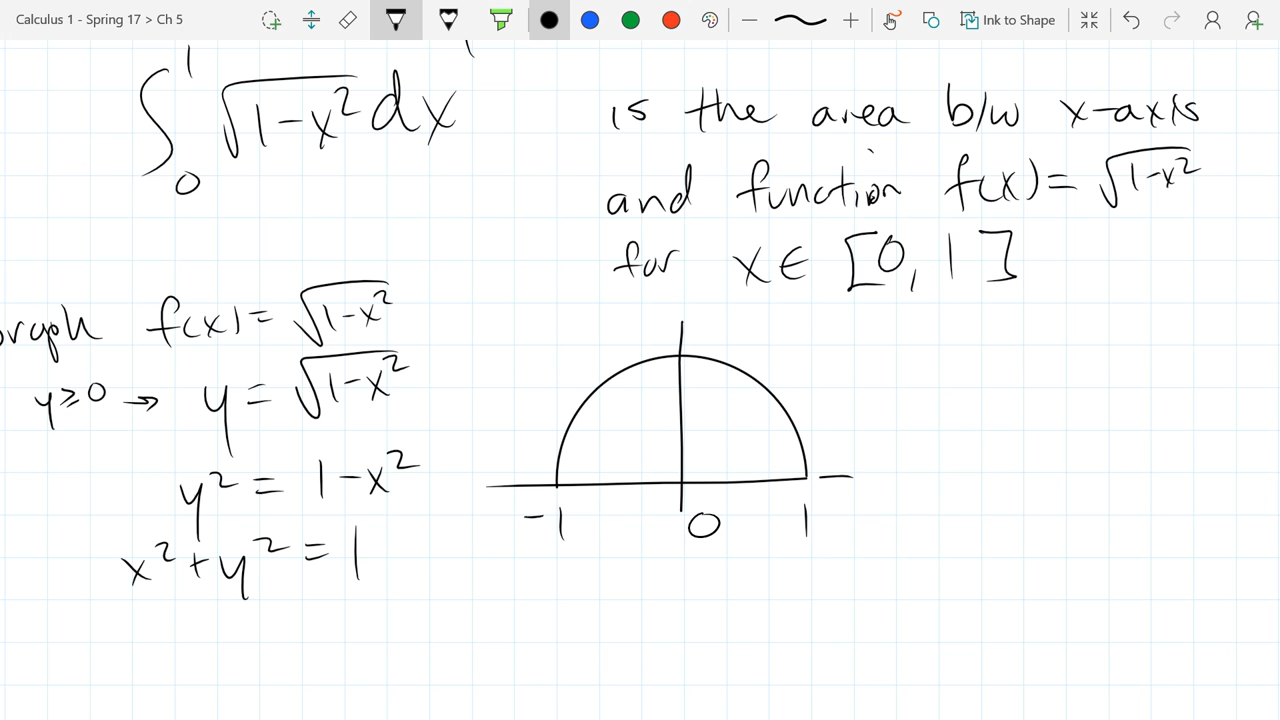 Calculus 1 - Spring 17 > Ch 5
Ink to Shape
∫₀¹ √(1-x²) dx
is the area b/w x-axis
and function f(x) = √(1-x²)
for x ∈ [0, 1]
graph f(x) = √(1-x²)
y ≥ 0 → y = √(1-x²)
y² = 1-x²
x² + y² = 1
-1 0 1